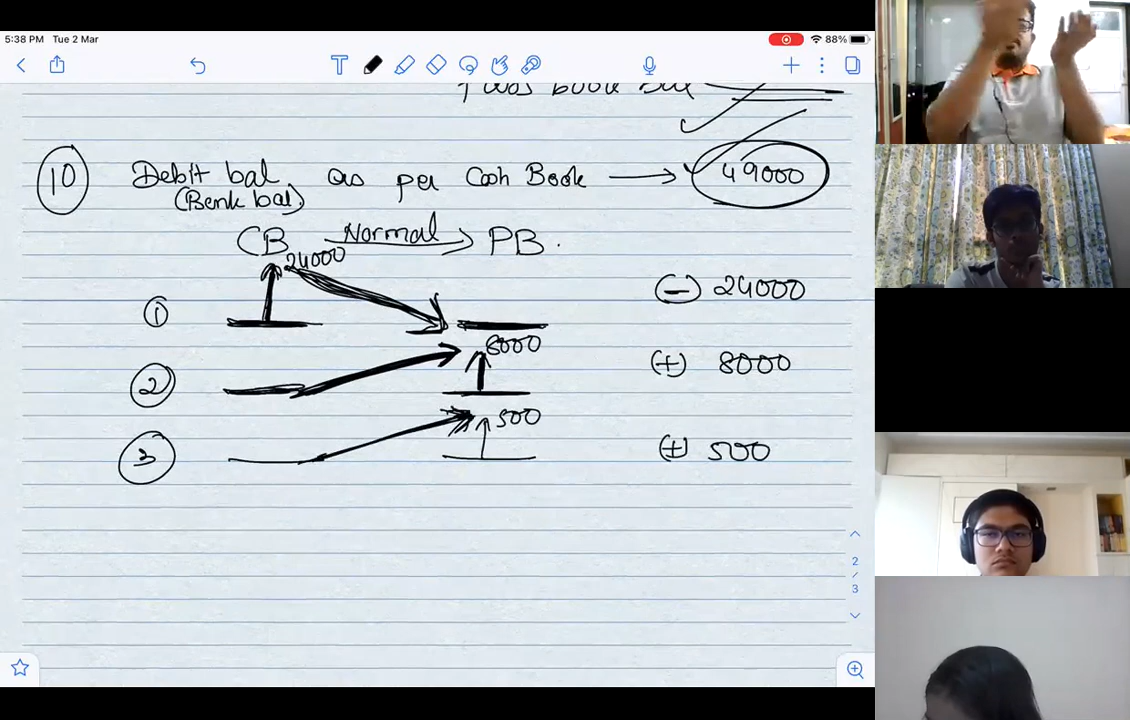 5:38 PM Tue 2 Mar 88%
book
10 Debit bal as per Cash Book → 49000
(Bank bal)
CB Normal PB.
24000
1 (-) 24000
8000
2 (+) 8000
500
3 (+) 500
2
/
3